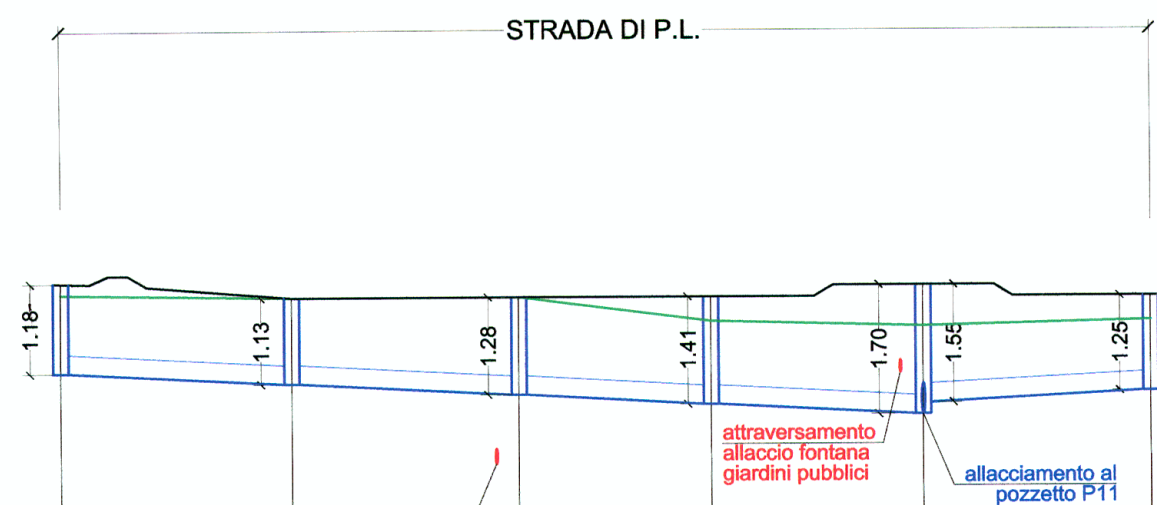 STRADA DI P.L.
1.18
1.13
1.28
1.41
1.70
1.55
1.25
attraversamento
allaccio fontana
giardini pubblici
allacciamento al
pozzetto P11